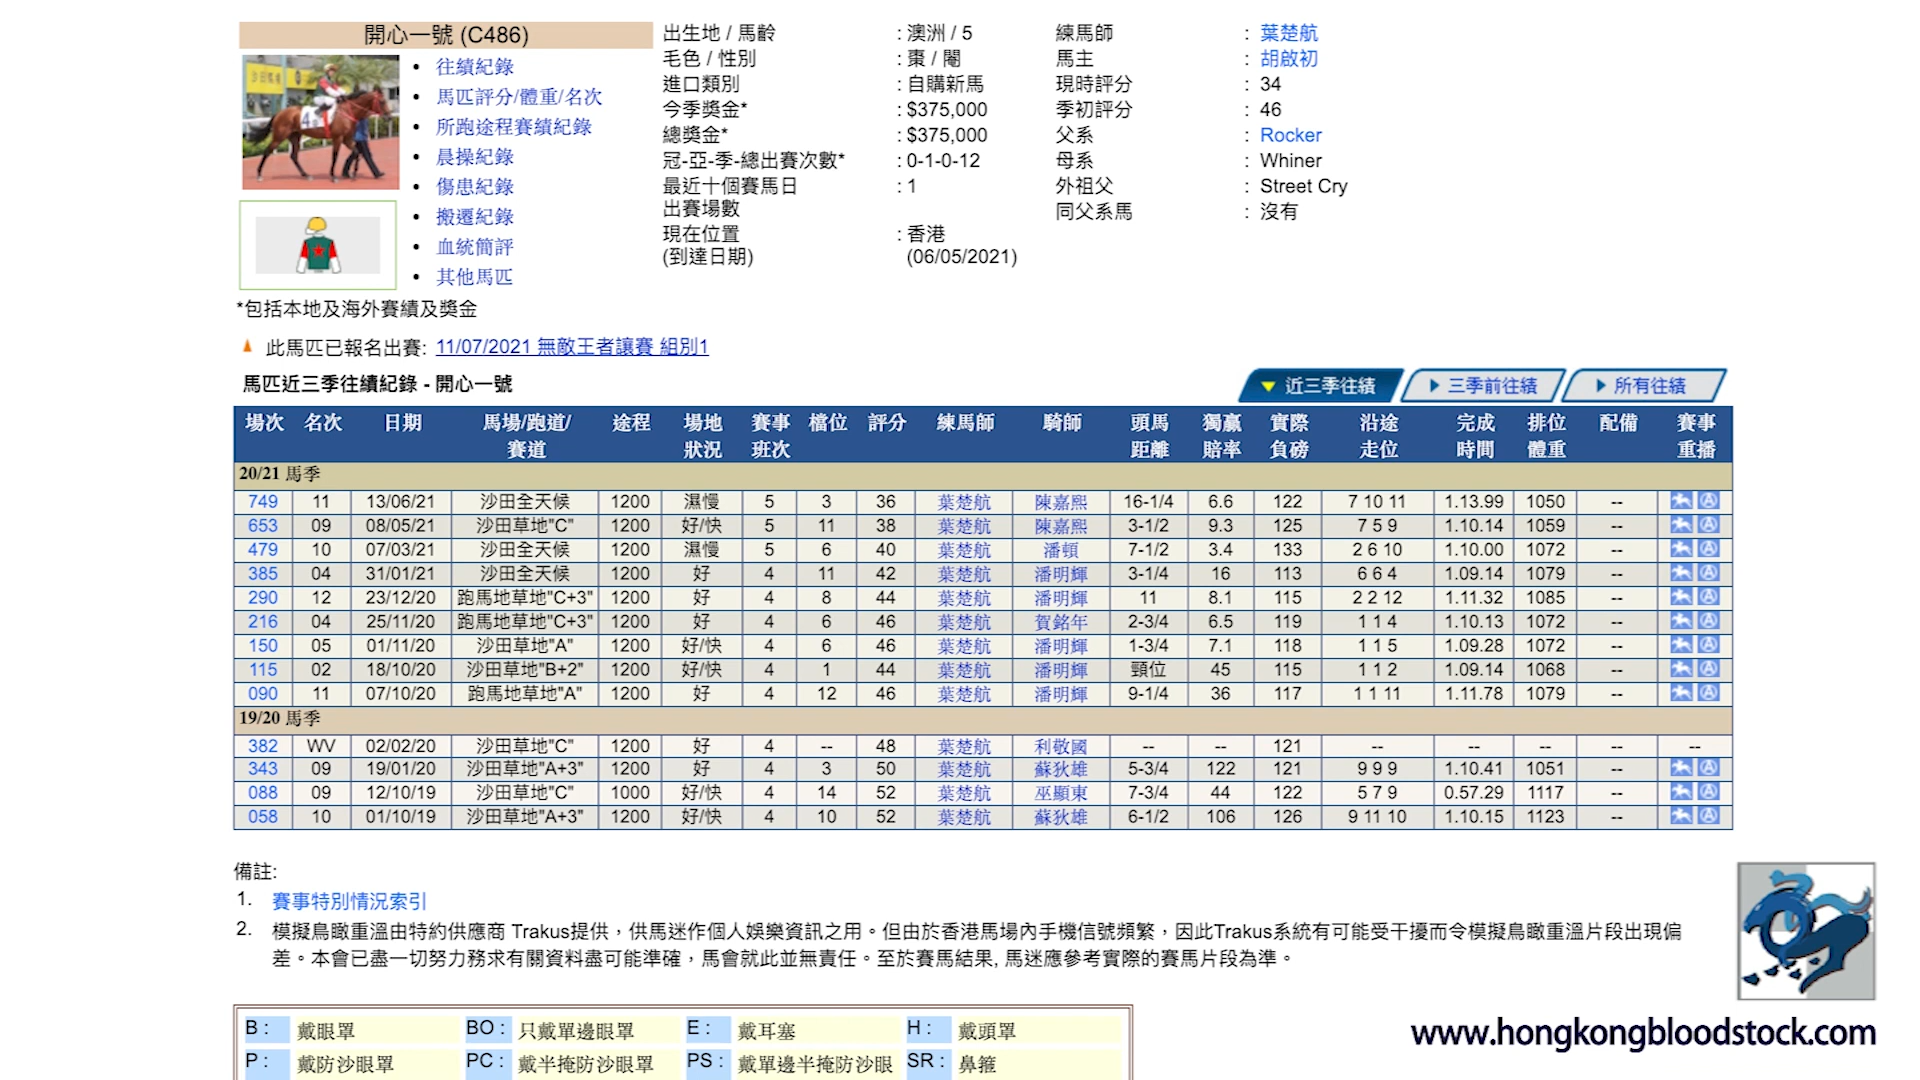 開心一號 (C486)
往績紀錄
馬匹評分/體重/名次
所跑途程賽績紀錄
晨操紀錄
傷患紀錄
搬遷紀錄
血統簡評
其他馬匹
出生地 / 馬齡 : 澳洲 / 5
毛色 / 性別 : 棗 / 閹
進口類別 : 自購新馬
今季獎金* : $375,000
總獎金* : $375,000
冠-亞-季-總出賽次數* : 0-1-0-12
最近十個賽馬日 : 1
出賽場數
現在位置 : 香港
(到達日期) (06/05/2021)
練馬師 : 葉楚航
馬主 : 胡啟初
現時評分 : 34
季初評分 : 46
父系 : Rocker
母系 : Whiner
外祖父 : Street Cry
同父系馬 : 沒有
*包括本地及海外賽績及獎金
此馬匹已報名出賽: 11/07/2021 無敵王者讓賽 組別1
馬匹近三季往績紀錄 - 開心一號
近三季往績 三季前往績 所有往績
場次 名次 日期 馬場/跑道/ 途程 場地 賽事 檔位 評分 練馬師 騎師 頭馬 獨贏 實際 沿途 完成 排位 配備 賽事
賽道 狀況 班次 距離 賠率 負磅 走位 時間 體重 重播
20/21 馬季
749 11 13/06/21 沙田全天候 1200 濕慢 5 3 36 葉楚航 陳嘉熙 16-1/4 6.6 122 7 10 11 1.13.99 1050 --
653 09 08/05/21 沙田草地"C" 1200 好/快 5 11 38 葉楚航 陳嘉熙 3-1/2 9.3 125 7 5 9 1.10.14 1059 --
479 10 07/03/21 沙田全天候 1200 濕慢 5 6 40 葉楚航 潘頓 7-1/2 3.4 133 2 6 10 1.10.00 1072 --
385 04 31/01/21 沙田全天候 1200 好 4 11 42 葉楚航 潘明輝 3-1/4 16 113 6 6 4 1.09.14 1079 --
290 12 23/12/20 跑馬地草地"C+3" 1200 好 4 8 44 葉楚航 潘明輝 11 8.1 115 2 2 12 1.11.32 1085 --
216 04 25/11/20 跑馬地草地"C+3" 1200 好 4 6 46 葉楚航 賀銘年 2-3/4 6.5 119 1 1 4 1.10.13 1072 --
150 05 01/11/20 沙田草地"A" 1200 好/快 4 6 46 葉楚航 潘明輝 1-3/4 7.1 118 1 1 5 1.09.28 1072 --
115 02 18/10/20 沙田草地"B+2" 1200 好/快 4 1 44 葉楚航 潘明輝 頸位 45 115 1 1 2 1.09.14 1068 --
090 11 07/10/20 跑馬地草地"A" 1200 好 4 12 46 葉楚航 潘明輝 9-1/4 36 117 1 1 11 1.11.78 1079 --
19/20 馬季
382 WV 02/02/20 沙田草地"C" 1200 好 4 -- 48 葉楚航 利敬國 -- -- 121 -- -- -- -- --
343 09 19/01/20 沙田草地"A+3" 1200 好 4 3 50 葉楚航 蘇狄雄 5-3/4 122 121 9 9 9 1.10.41 1051 --
088 09 12/10/19 沙田草地"C" 1000 好/快 4 14 52 葉楚航 巫顯東 7-3/4 44 122 5 7 9 0.57.29 1117 --
058 10 01/10/19 沙田草地"A+3" 1200 好/快 4 10 52 葉楚航 蘇狄雄 6-1/2 106 126 9 11 10 1.10.15 1123 --
備註:
1. 賽事特別情況索引
2. 模擬鳥瞰重溫由特約供應商 Trakus提供，供馬迷作個人娛樂資訊之用。但由於香港馬場內手機信號頻繁，因此Trakus系統有可能受干擾而令模擬鳥瞰重溫片段出現偏
差。本會已盡一切努力務求有關資料盡可能準確，馬會就此並無責任。至於賽馬結果, 馬迷應參考實際的賽馬片段為準。
B : 戴眼罩 BO : 只戴單邊眼罩 E : 戴耳塞 H : 戴頭罩
P : 戴防沙眼罩 PC : 戴半掩防沙眼罩 PS : 戴單邊半掩防沙眼 SR : 鼻箍
www.hongkongbloodstock.com